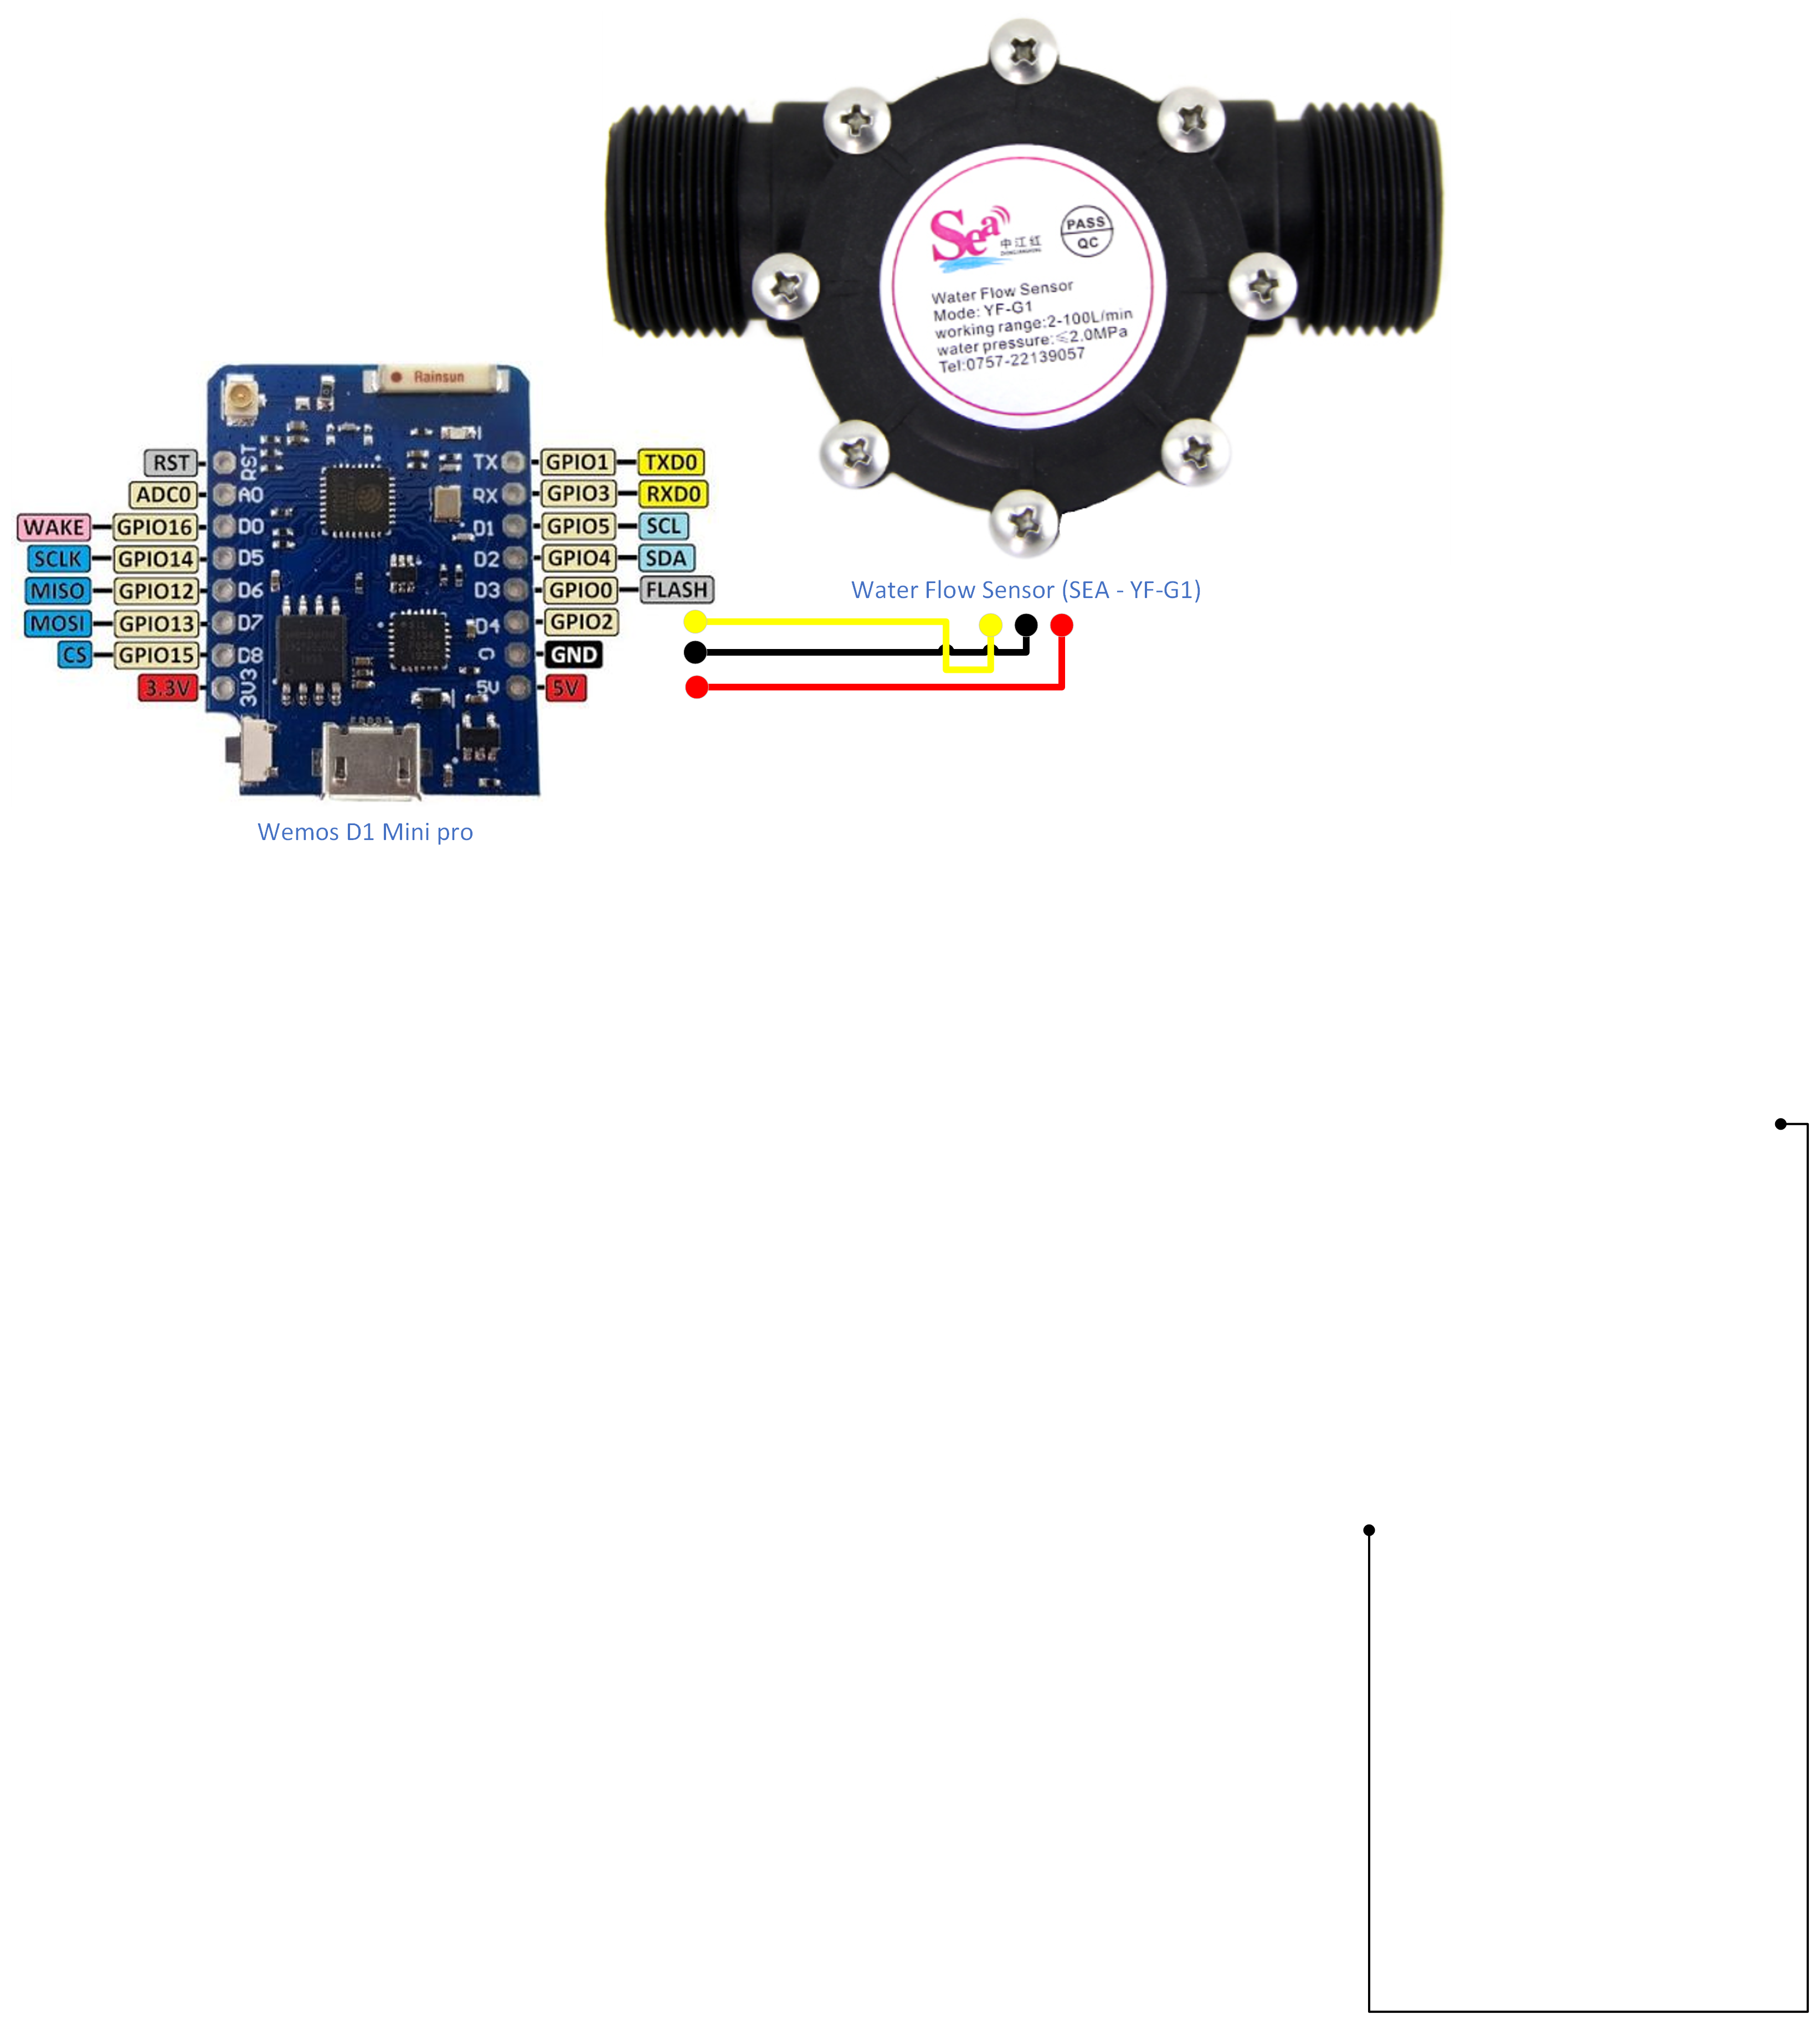 Sea
中江红
PASS
QC
Water Flow Sensor
Mode: YF-G1
working range:2-100L/min
water pressure:≤2.0MPa
Tel:0757-22139057
Rainsun
RST RST TX GPIO1 TXD0
ADC0 A0 RX GPIO3 RXD0
WAKE GPIO16 D0 D1 GPIO5 SCL
SCLK GPIO14 D5 D2 GPIO4 SDA
MISO GPIO12 D6 D3 GPIO0 FLASH
MOSI GPIO13 D7 D4 GPIO2
CS GPIO15 D8 G GND
3.3V 3V3 5V 5V
Water Flow Sensor (SEA - YF-G1)
Wemos D1 Mini pro